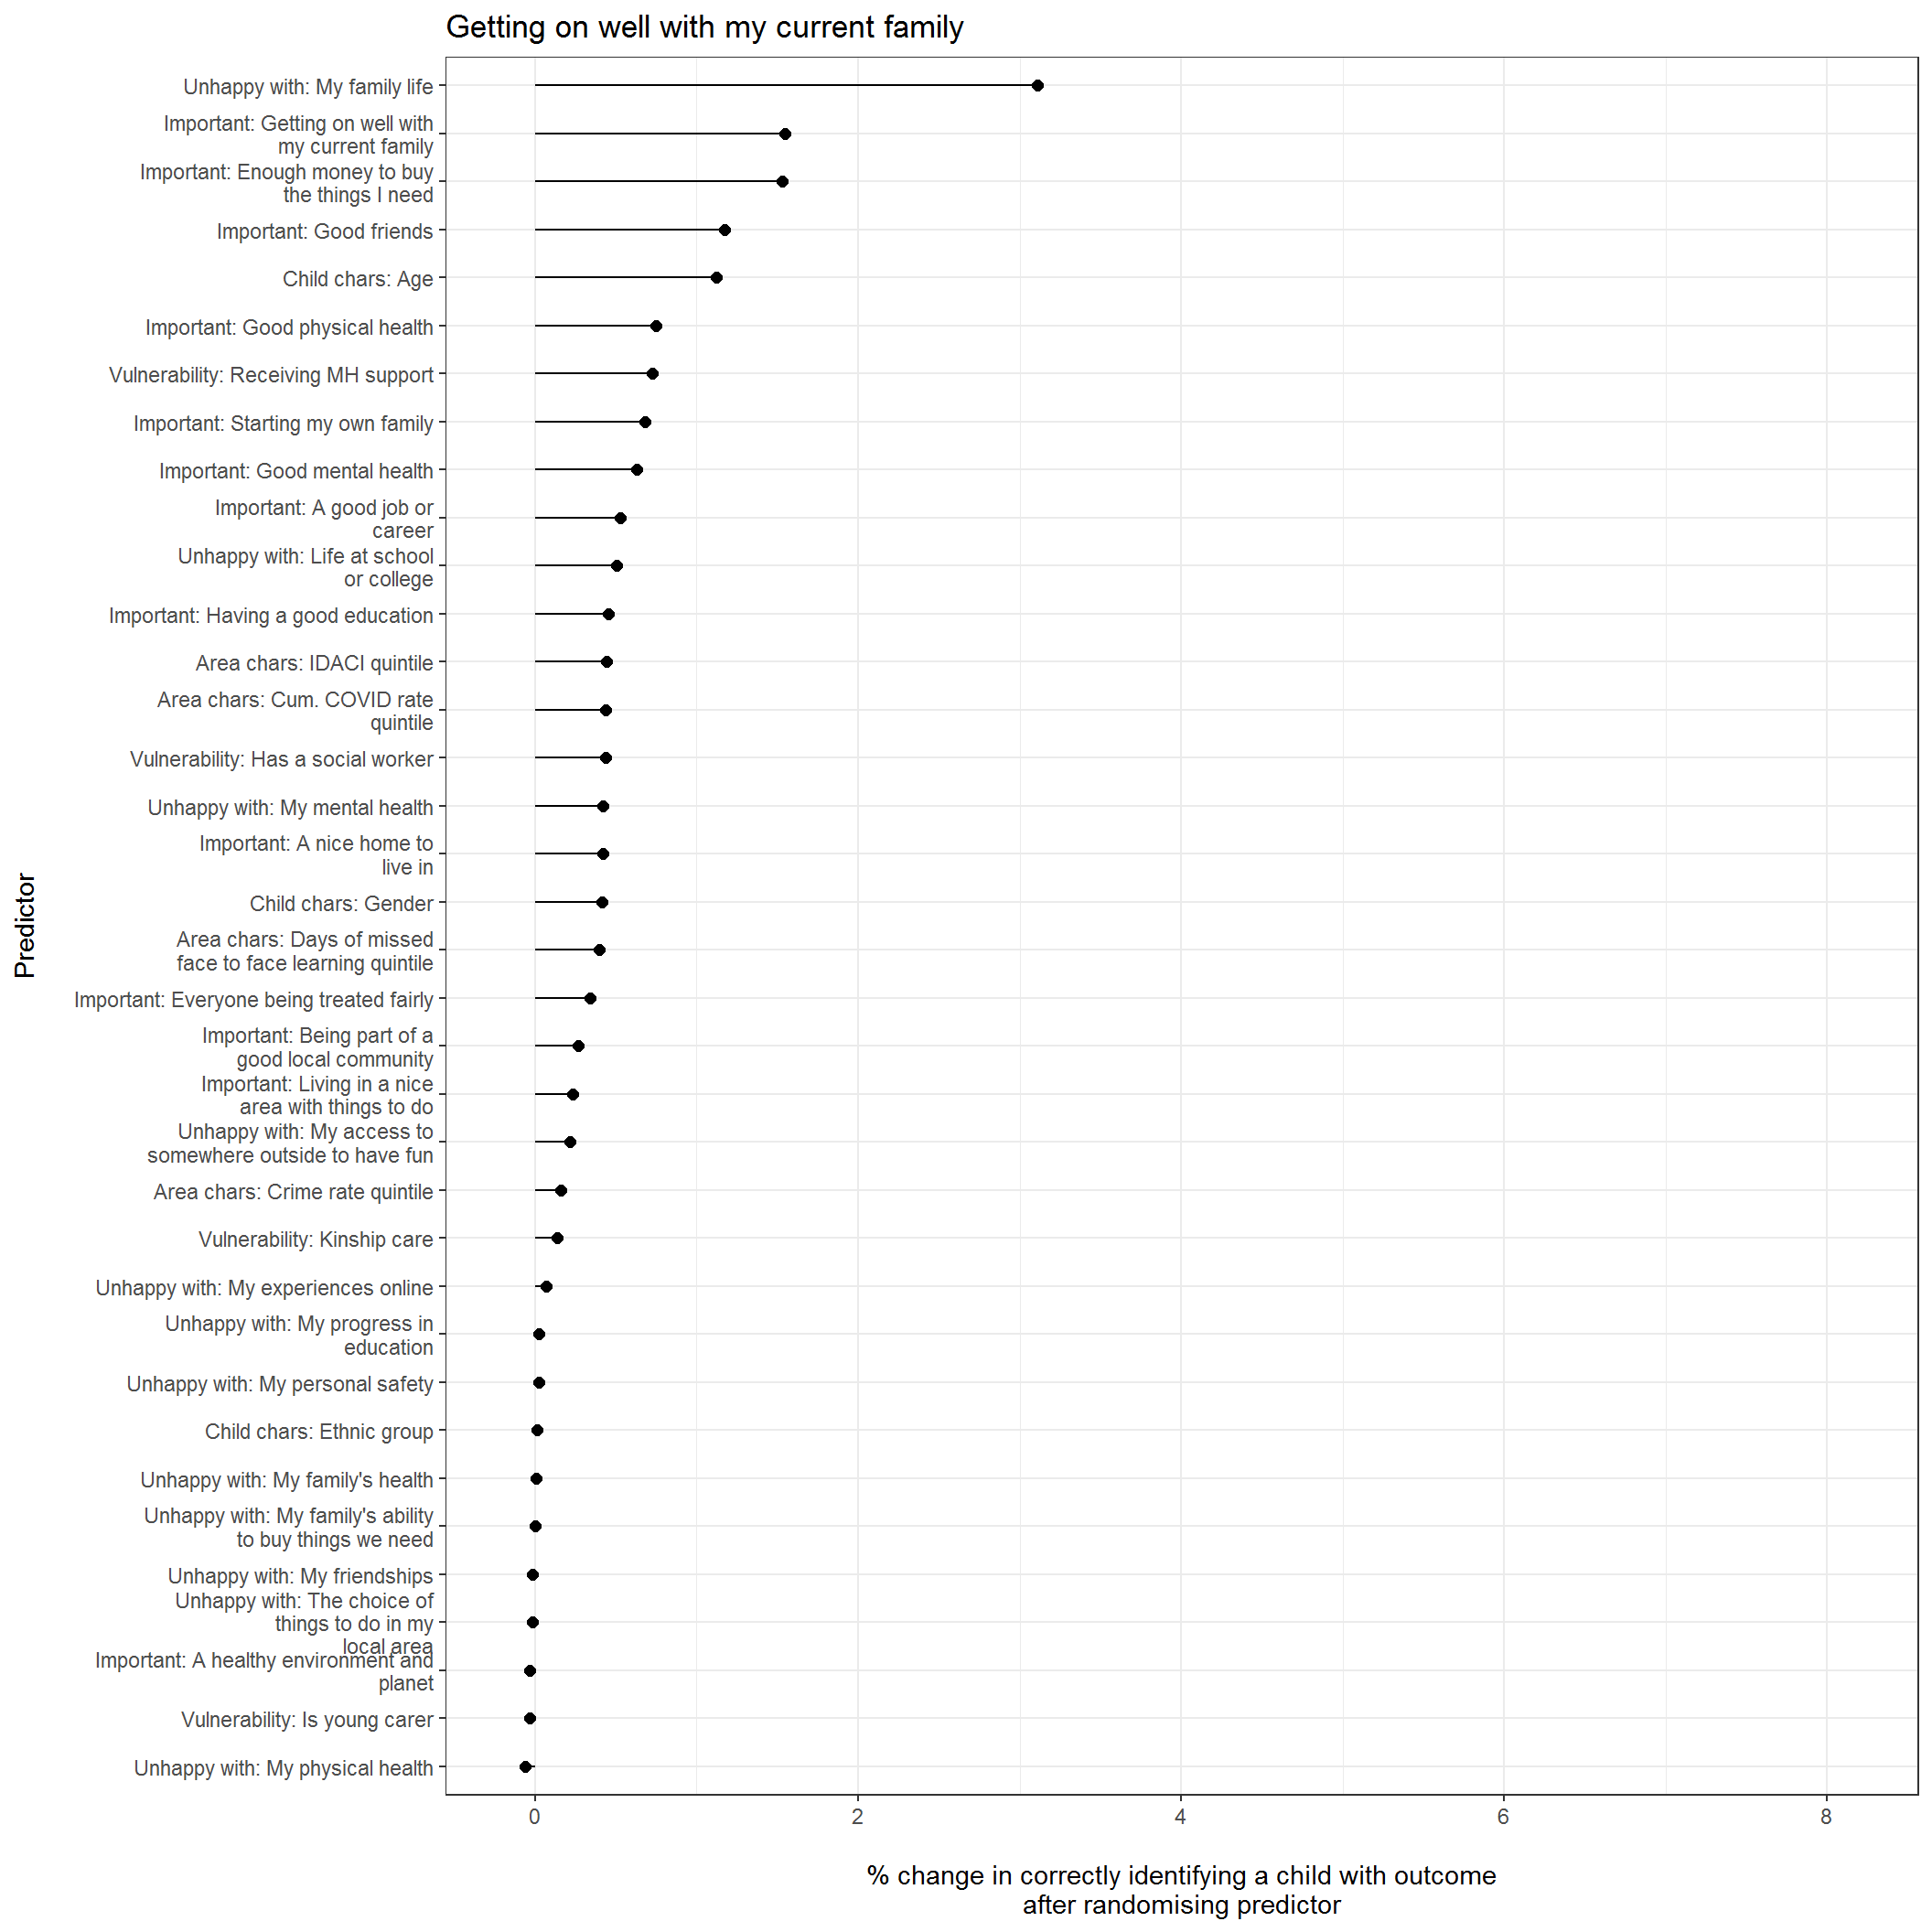 Getting on well with my current family
Unhappy with: My family life
Important: Getting on well with
my current family
Important: Enough money to buy
the things I need
Important: Good friends
Child chars: Age
Important: Good physical health
Vulnerability: Receiving MH support
Important: Starting my own family
Important: Good mental health
Important: A good job or
career
Unhappy with: Life at school
or college
Important: Having a good education
Area chars: IDACI quintile
Area chars: Cum. COVID rate
quintile
Vulnerability: Has a social worker
Unhappy with: My mental health
Important: A nice home to
live in
Child chars: Gender
Area chars: Days of missed
face to face learning quintile
Important: Everyone being treated fairly
Important: Being part of a
good local community
Important: Living in a nice
area with things to do
Unhappy with: My access to
somewhere outside to have fun
Area chars: Crime rate quintile
Vulnerability: Kinship care
Unhappy with: My experiences online
Unhappy with: My progress in
education
Unhappy with: My personal safety
Child chars: Ethnic group
Unhappy with: My family's health
Unhappy with: My family's ability
to buy things we need
Unhappy with: My friendships
Unhappy with: The choice of
things to do in my
local area
Important: A healthy environment and
planet
Vulnerability: Is young carer
Unhappy with: My physical health
Predictor
0 2 4 6 8
% change in correctly identifying a child with outcome
after randomising predictor